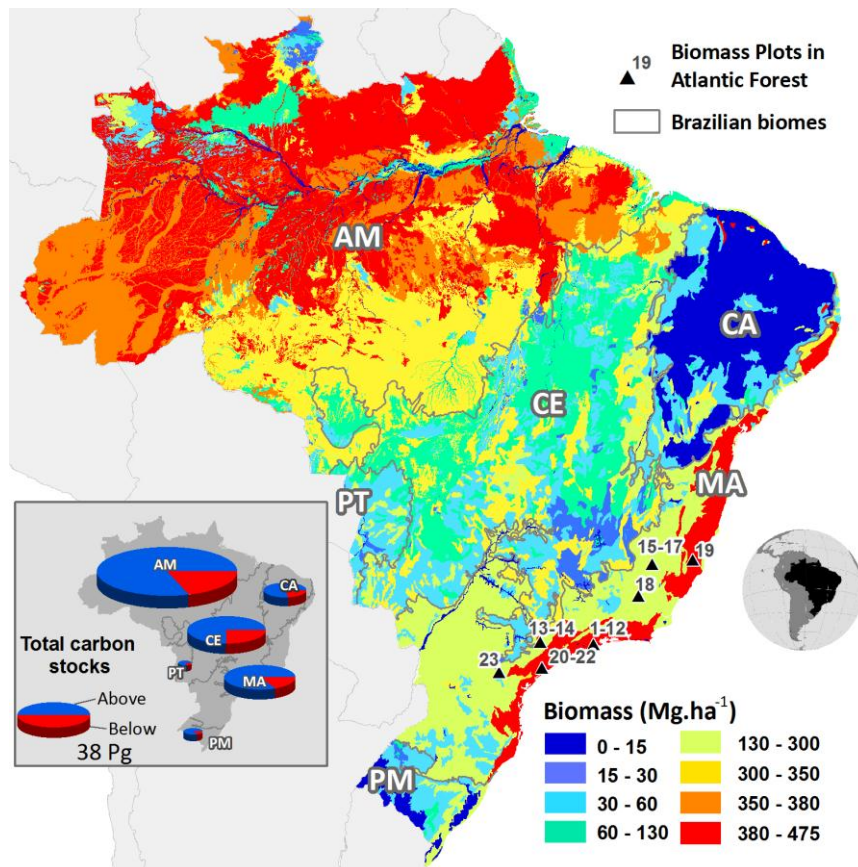 19
Biomass Plots in
Atlantic Forest
Brazilian biomes
AM
CA
CE
MA
PT
15-17
19
18
13-14
1-12
20-22
23
PM
AM
CA
CE
PT
MA
PM
Total carbon
stocks
Above
Below
38 Pg
Biomass (Mg.ha⁻¹)
0 - 15
130 - 300
15 - 30
300 - 350
30 - 60
350 - 380
60 - 130
380 - 475